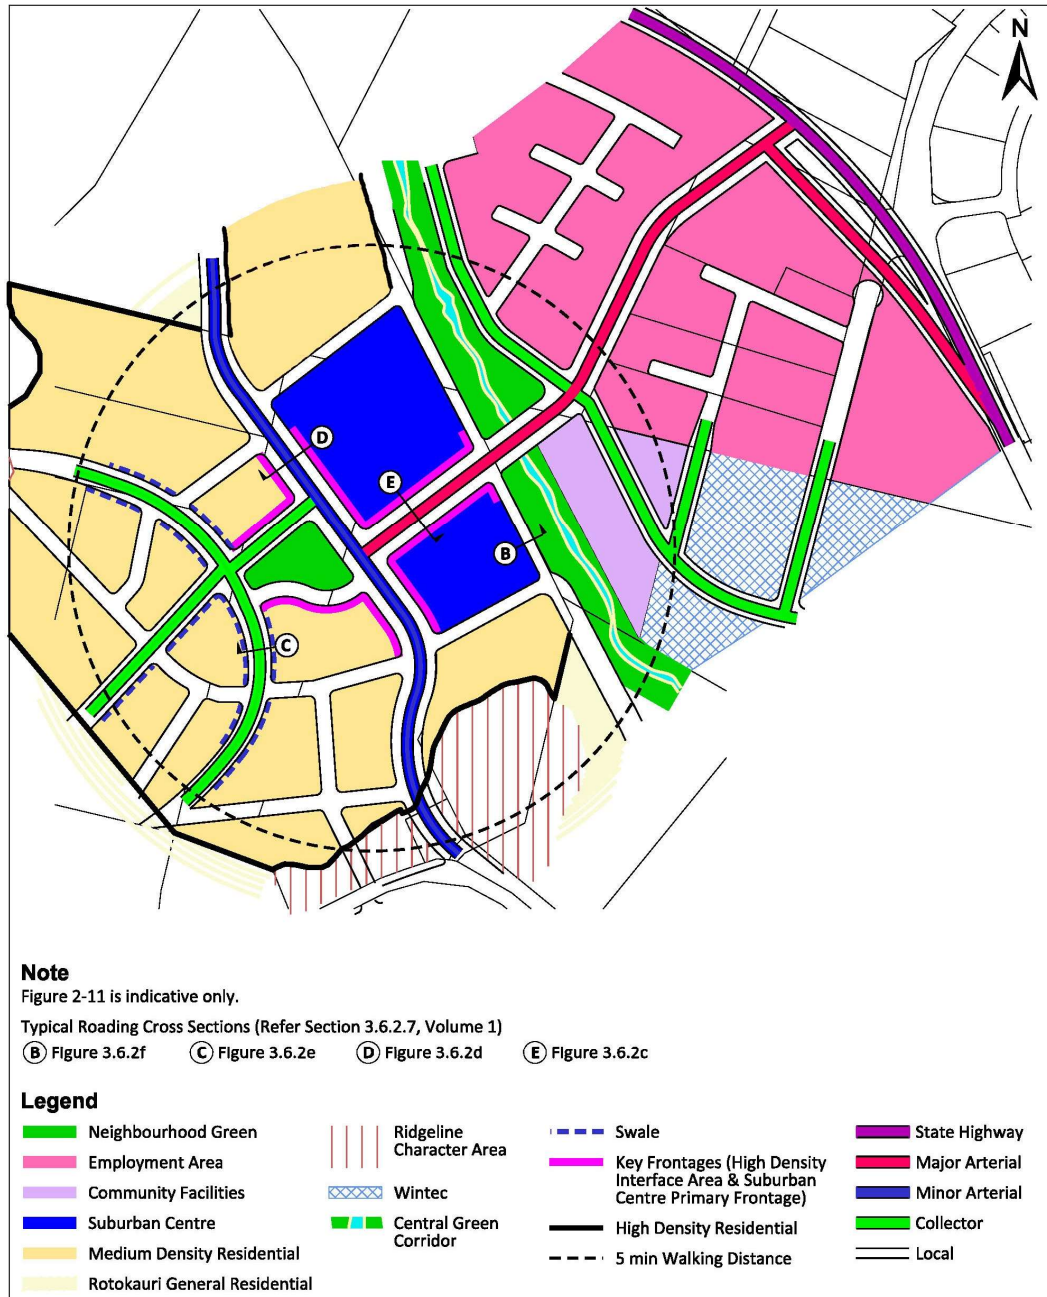 N
D
E
B
C
Note
Figure 2-11 is indicative only.
Typical Roading Cross Sections (Refer Section 3.6.2.7, Volume 1)
B Figure 3.6.2f
C Figure 3.6.2e
D Figure 3.6.2d
E Figure 3.6.2c
Legend
Neighbourhood Green
Employment Area
Community Facilities
Suburban Centre
Medium Density Residential
Rotokauri General Residential
Ridgeline
Character Area
Wintec
Central Green
Corridor
Swale
Key Frontages (High Density
Interface Area & Suburban
Centre Primary Frontage)
High Density Residential
5 min Walking Distance
State Highway
Major Arterial
Minor Arterial
Collector
Local